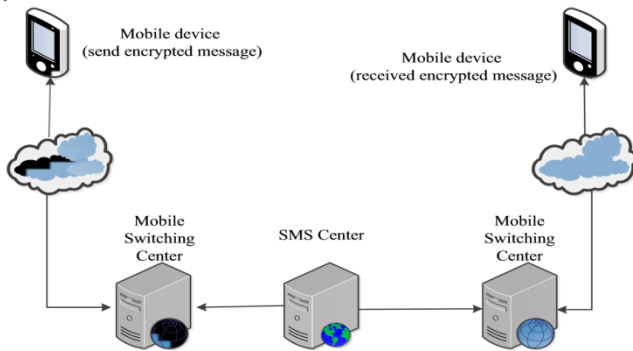 Mobile device
(send encrypted message)
Mobile device
(received encrypted message)
Mobile
Switching
Center
SMS Center
Mobile
Switching
Center